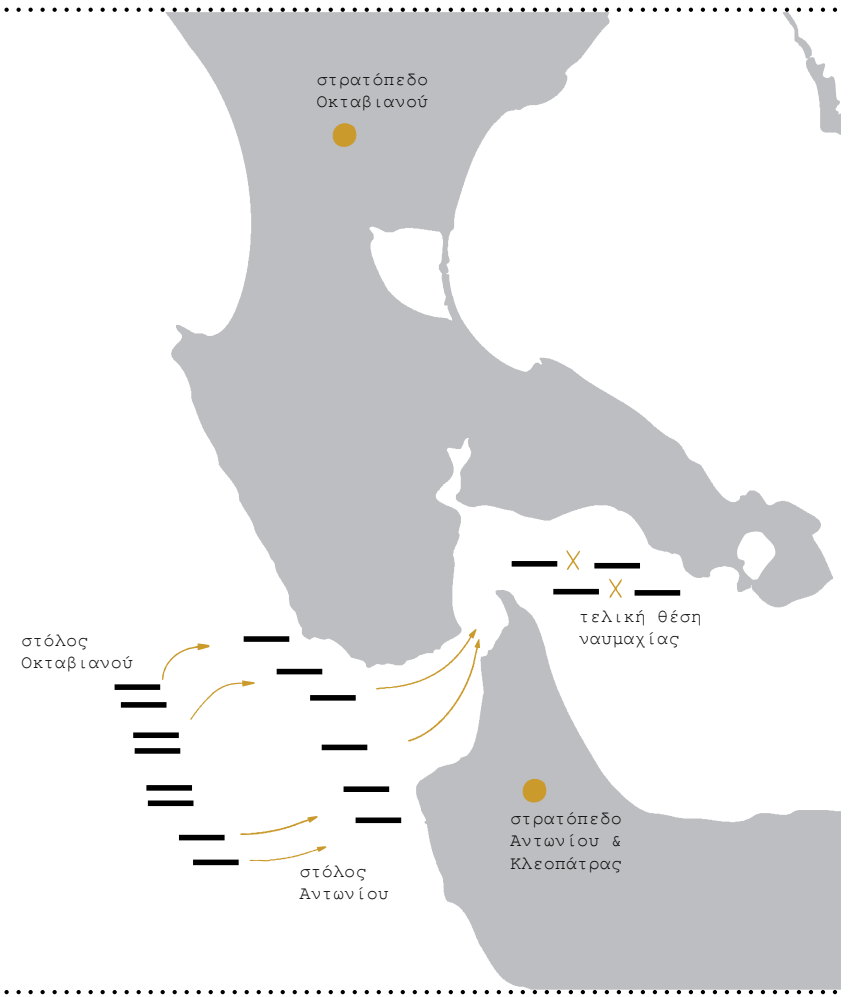 στρατόπεδο
Οκταβιανού
τελική θέση
ναυμαχίας
στόλος
Οκταβιανού
στρατόπεδο
Αντωνίου &
Κλεοπάτρας
στόλος
Αντωνίου